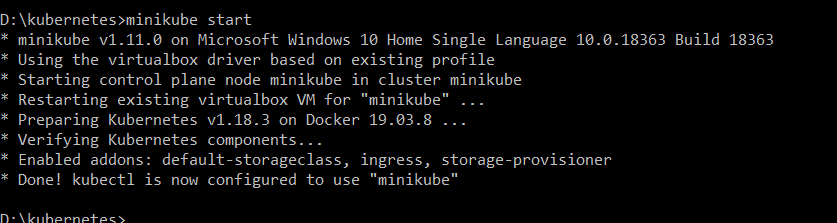 D:\kubernetes>minikube start
* minikube v1.11.0 on Microsoft Windows 10 Home Single Language 10.0.18363 Build 18363
* Using the virtualbox driver based on existing profile
* Starting control plane node minikube in cluster minikube
* Restarting existing virtualbox VM for "minikube" ...
* Preparing Kubernetes v1.18.3 on Docker 19.03.8 ...
* Verifying Kubernetes components...
* Enabled addons: default-storageclass, ingress, storage-provisioner
* Done! kubectl is now configured to use "minikube"
D:\kubernetes>